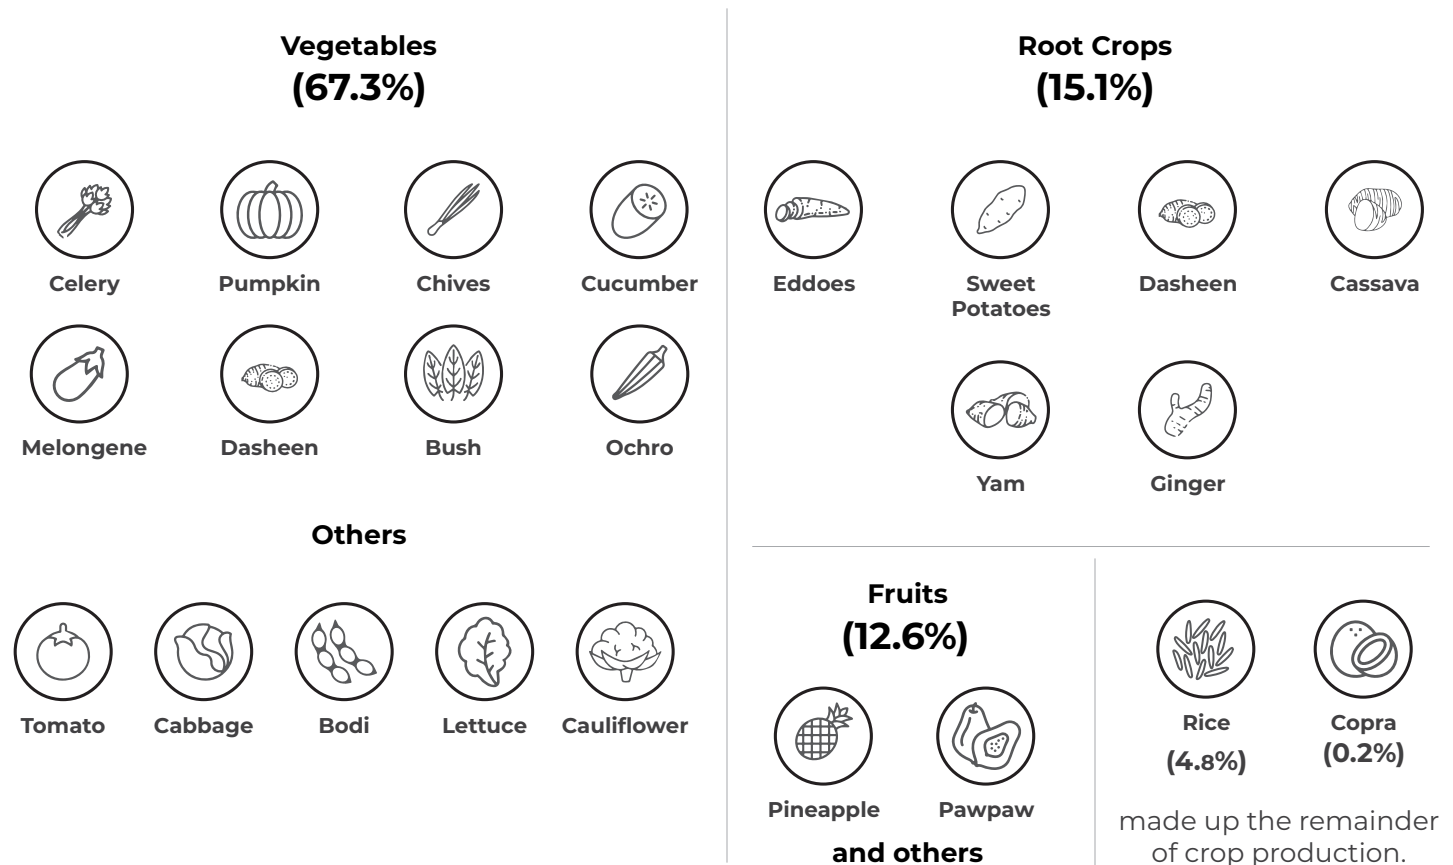 Vegetables
(67.3%)
Celery
Pumpkin
Chives
Cucumber
Melongene
Dasheen
Bush
Ochro
Others
Tomato
Cabbage
Bodi
Lettuce
Cauliflower
Root Crops
(15.1%)
Eddoes
Sweet
Potatoes
Dasheen
Cassava
Yam
Ginger
Fruits
(12.6%)
Pineapple
Pawpaw
and others
Rice
(4.8%)
Copra
(0.2%)
made up the remainder
of crop production.